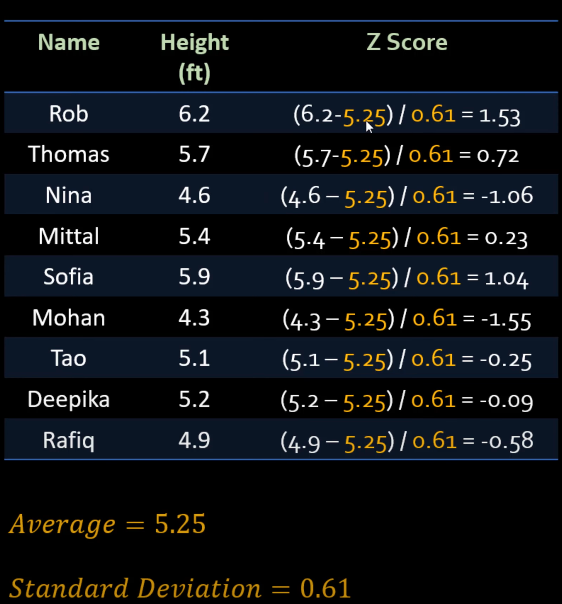 Name Height (ft) Z Score
Rob 6.2 (6.2-5.25) / 0.61 = 1.53
Thomas 5.7 (5.7-5.25) / 0.61 = 0.72
Nina 4.6 (4.6 – 5.25) / 0.61 = -1.06
Mittal 5.4 (5.4 – 5.25) / 0.61 = 0.23
Sofia 5.9 (5.9 – 5.25) / 0.61 = 1.04
Mohan 4.3 (4.3 – 5.25) / 0.61 = -1.55
Tao 5.1 (5.1 – 5.25) / 0.61 = -0.25
Deepika 5.2 (5.2 – 5.25) / 0.61 = -0.09
Rafiq 4.9 (4.9 – 5.25) / 0.61 = -0.58
Average = 5.25
Standard Deviation = 0.61